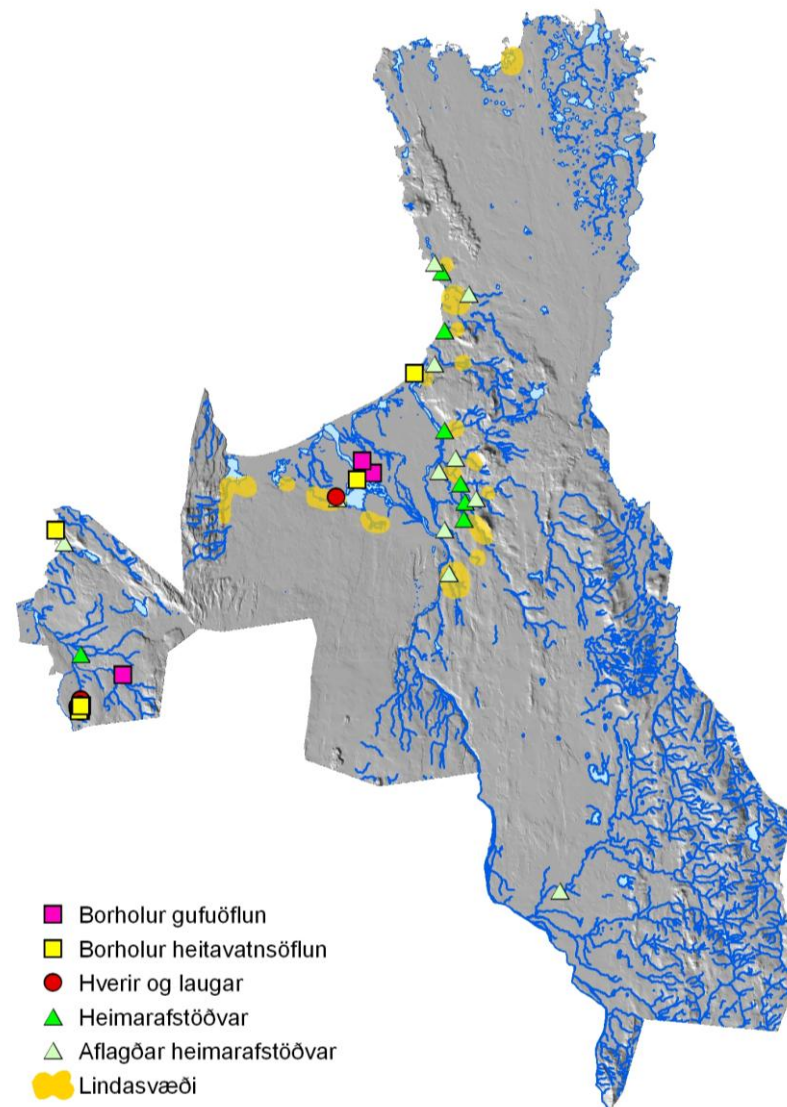 Borholur gufuöflun
Borholur heitavatnsöflun
Hverir og laugar
Heimarafstöðvar
Aflagðar heimarafstöðvar
Lindasvæði